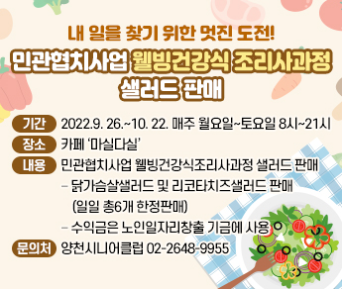 내 일을 찾기 위한 멋진 도전!
민관협치사업 웰빙건강식 조리사과정
샐러드 판매
기간 2022.9. 26.~10. 22. 매주 월요일~토요일 8시~21시
장소 카페 '마실다실'
내용 민관협치사업 웰빙건강식조리사과정 샐러드 판매
– 닭가슴살샐러드 및 리코타치즈샐러드 판매
(일일 총6개 한정판매)
– 수익금은 노인일자리창출 기금에 사용
문의처 양천시니어클럽 02-2648-9955